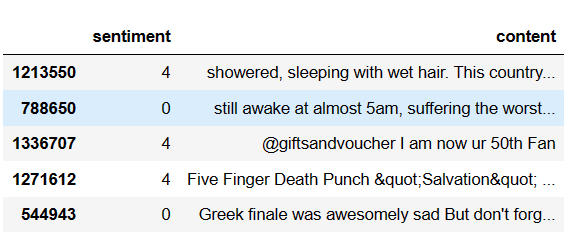 sentiment content
1213550 4 showered, sleeping with wet hair. This country...
788650 0 still awake at almost 5am, suffering the worst...
1336707 4 @giftsandvoucher I am now ur 50th Fan
1271612 4 Five Finger Death Punch &quot;Salvation&quot; ...
544943 0 Greek finale was awesomely sad But don't forg...